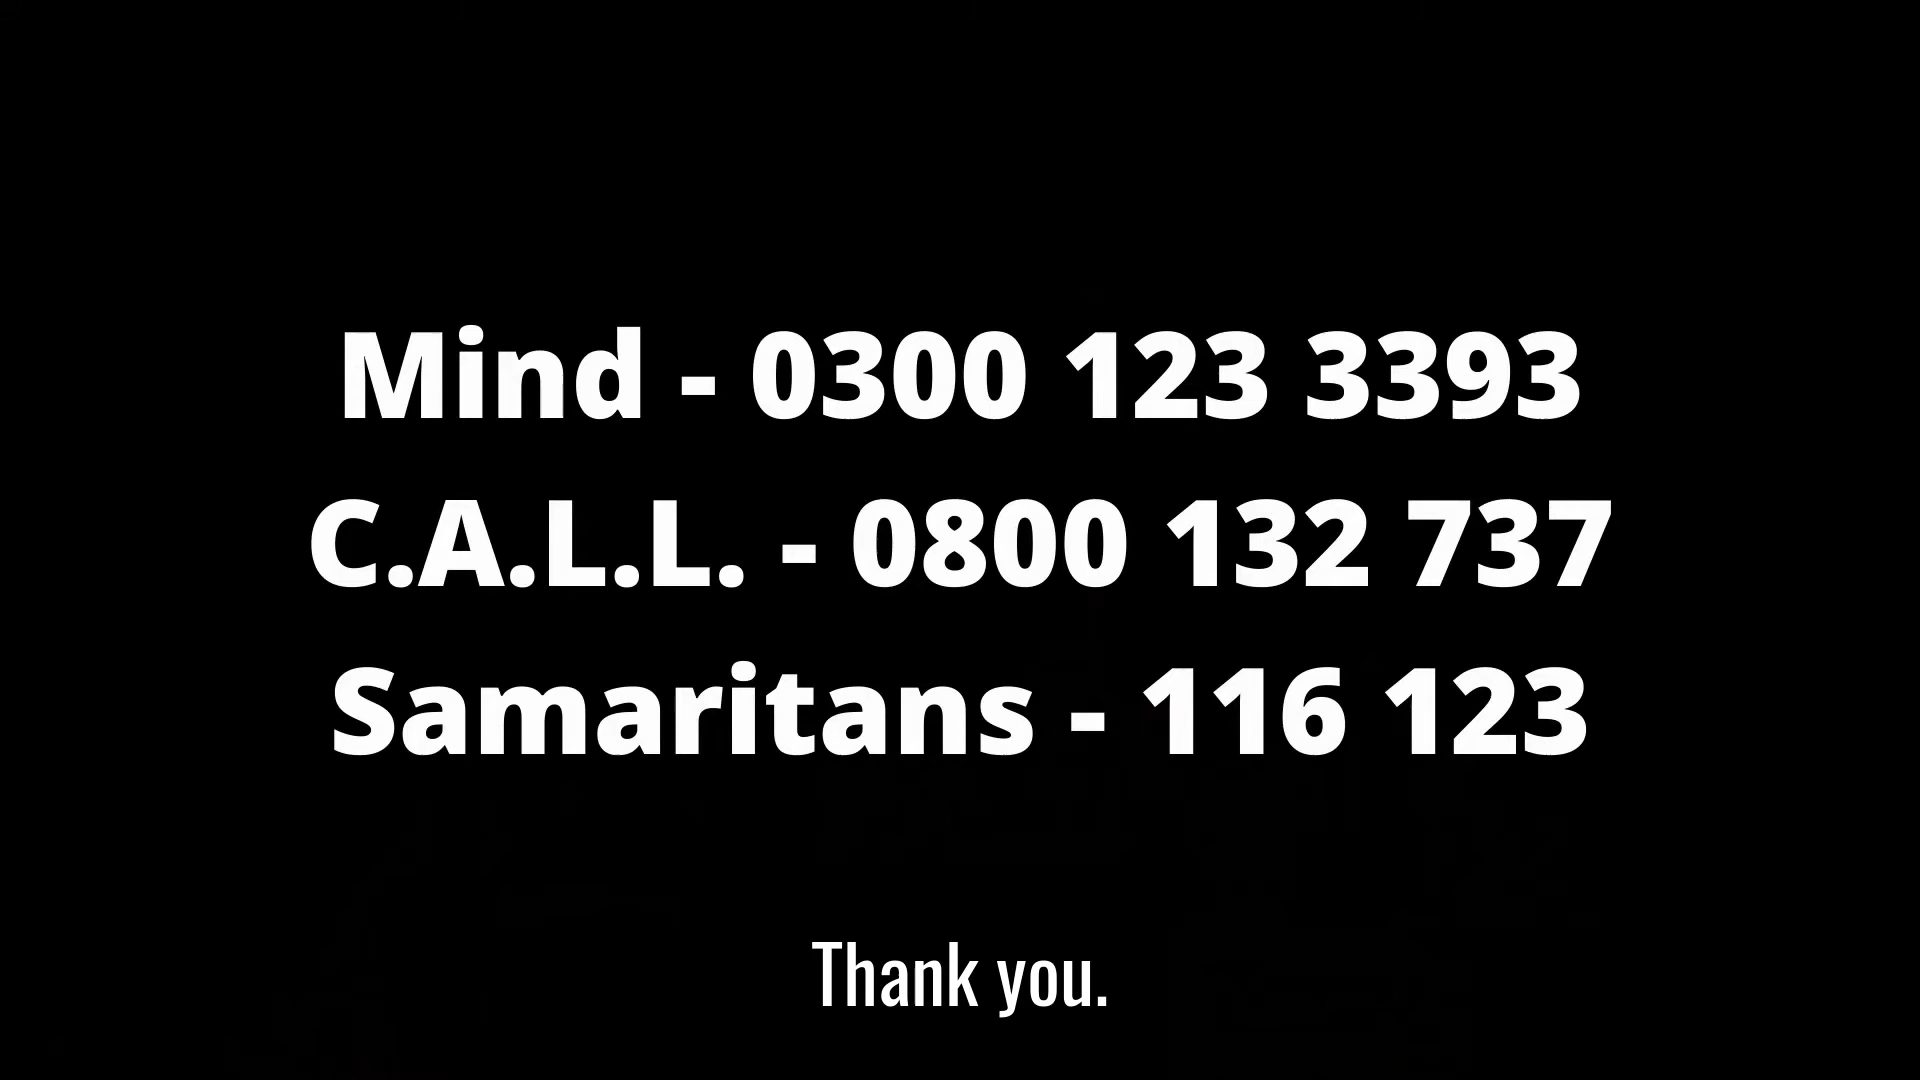 Mind - 0300 123 3393
C.A.L.L. - 0800 132 737
Samaritans - 116 123
Thank you.